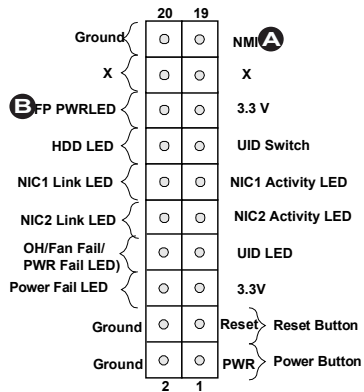 20 19
Ground NMI A
X X
B FP PWRLED 3.3 V
HDD LED UID Switch
NIC1 Link LED NIC1 Activity LED
NIC2 Link LED NIC2 Activity LED
OH/Fan Fail/
PWR Fail LED) UID LED
Power Fail LED 3.3V
Ground Reset Reset Button
Ground PWR Power Button
2 1